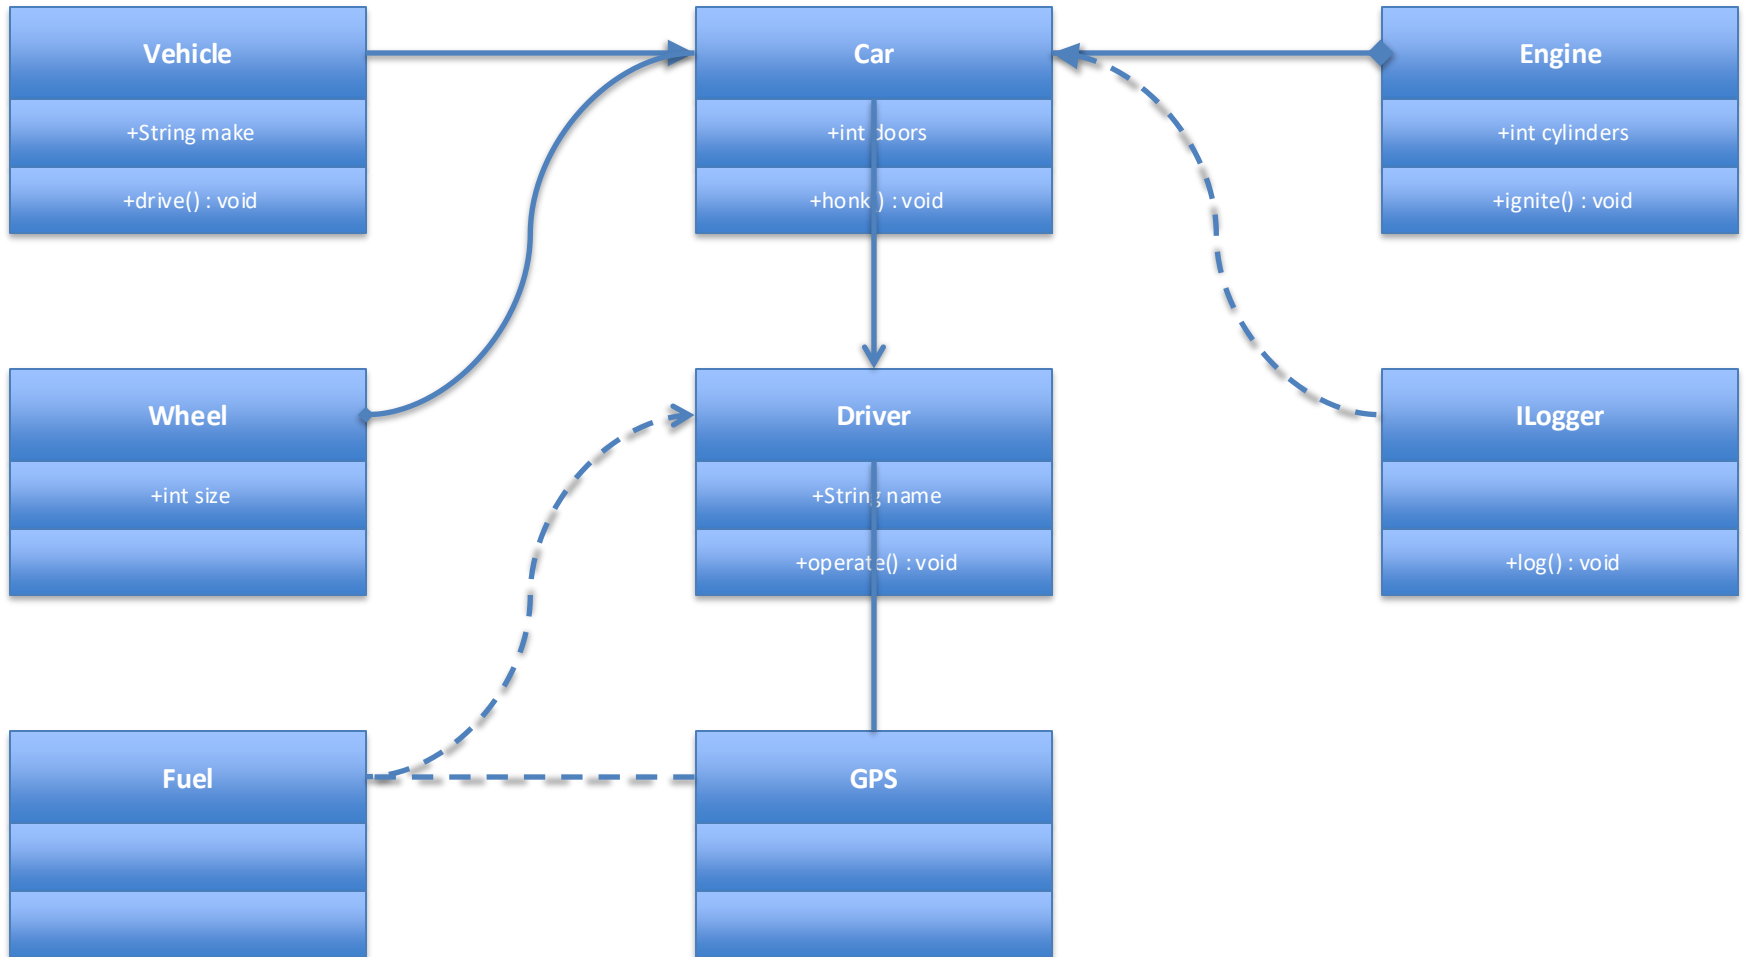 Vehicle
+String make
+drive() : void
Car
+int doors
+honk() : void
Engine
+int cylinders
+ignite() : void
Wheel
+int size
Driver
+String name
+operate() : void
ILogger
+log() : void
Fuel
GPS